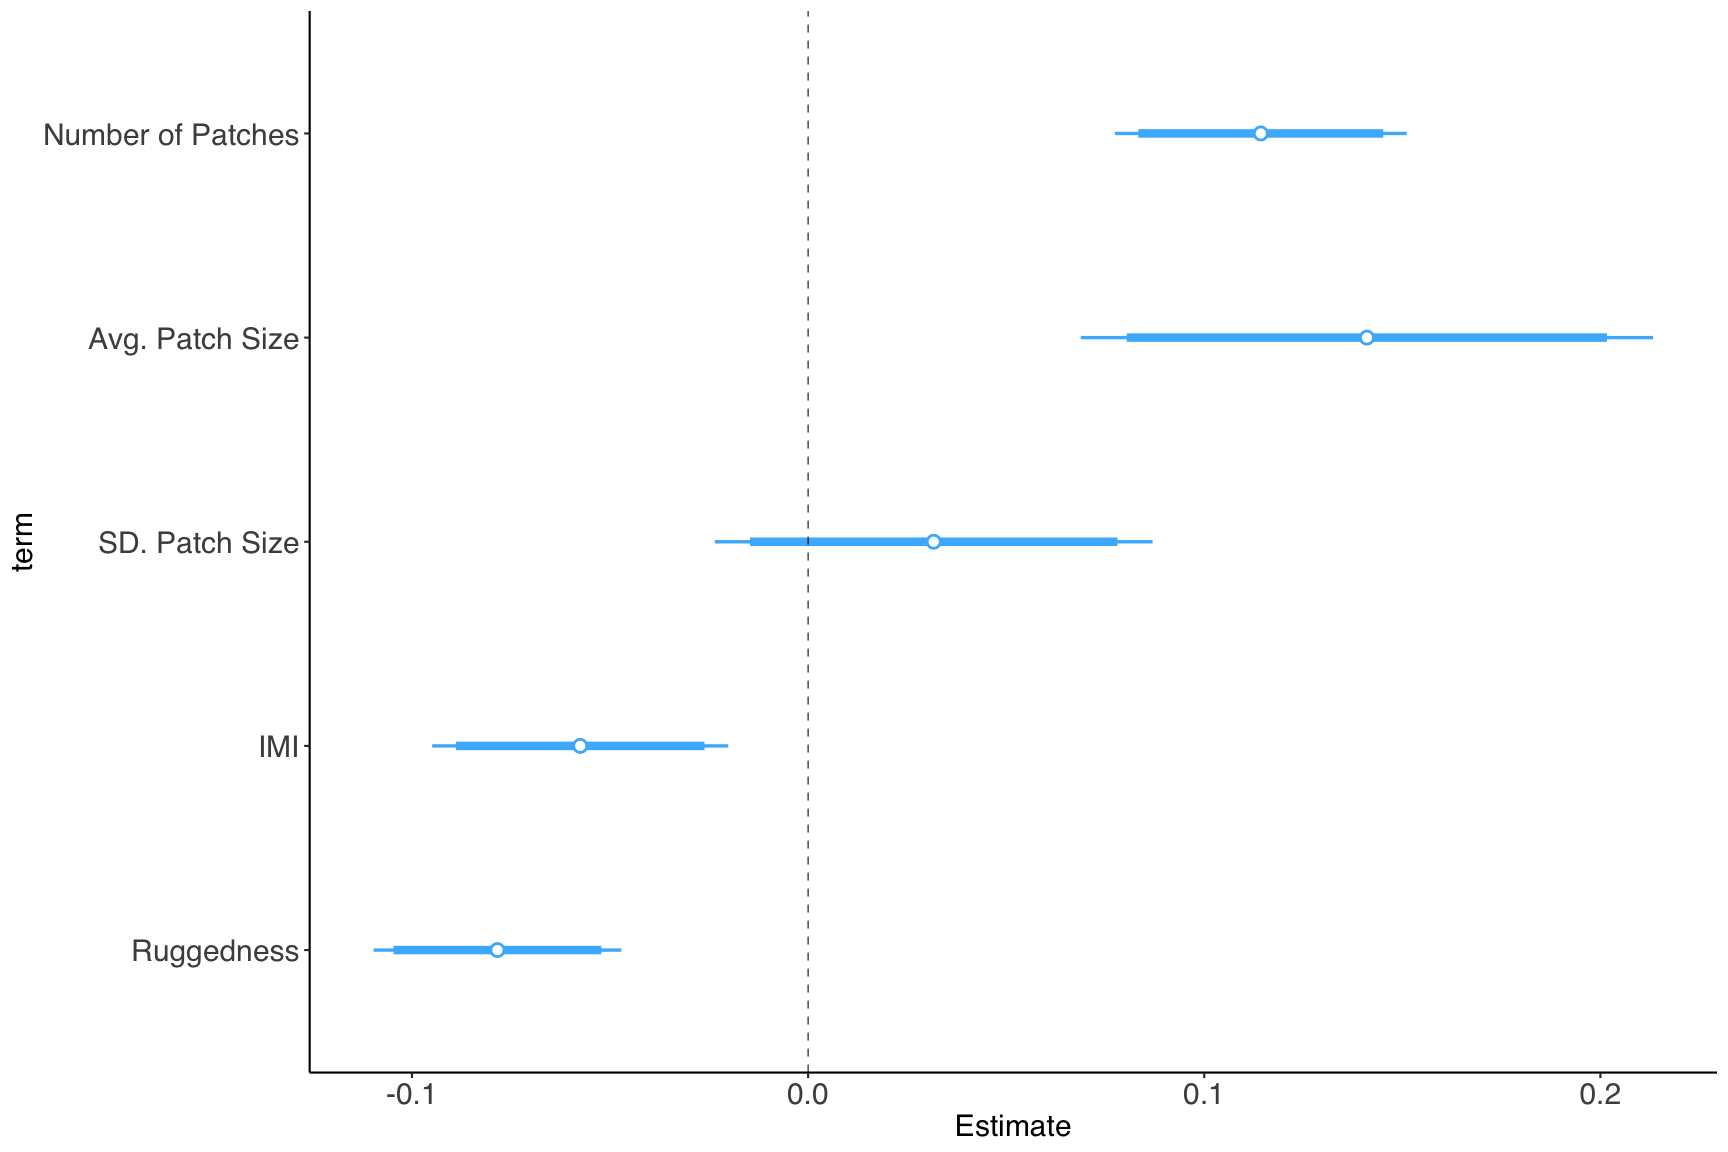 Number of Patches
Avg. Patch Size
SD. Patch Size
IMI
Ruggedness
term
-0.1 0.0 0.1 0.2
Estimate